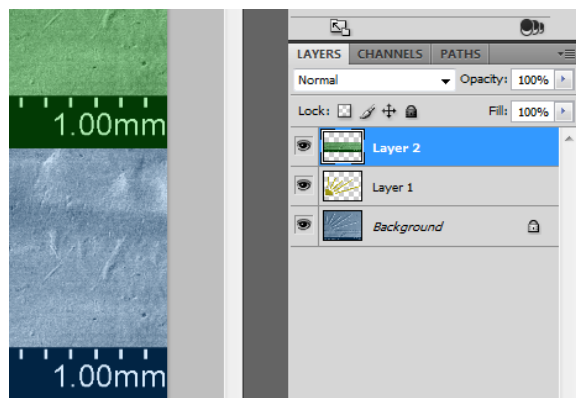 1.00mm
1.00mm
LAYERS CHANNELS PATHS
Normal Opacity: 100%
Lock: Fill: 100%
Layer 2
Layer 1
Background